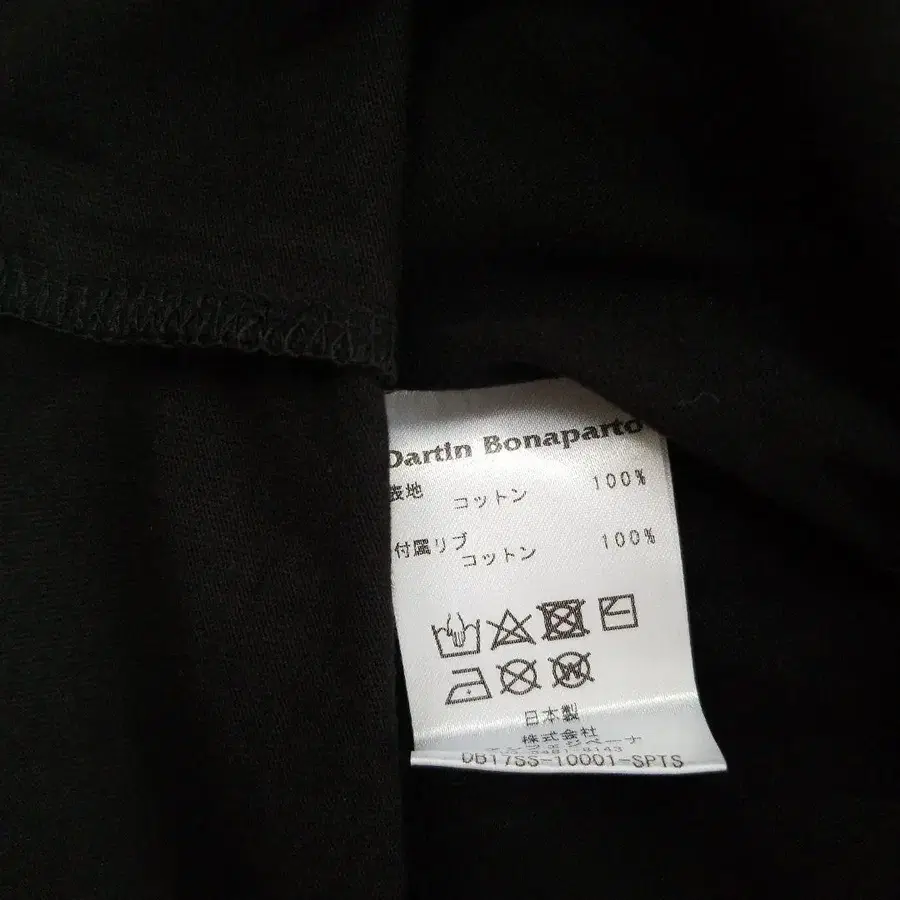 Dartin Bonaparto
表地
コットン 100%
付属リブ
コットン 100%
日本製
株式会社
DB17SS-10001-SPTS